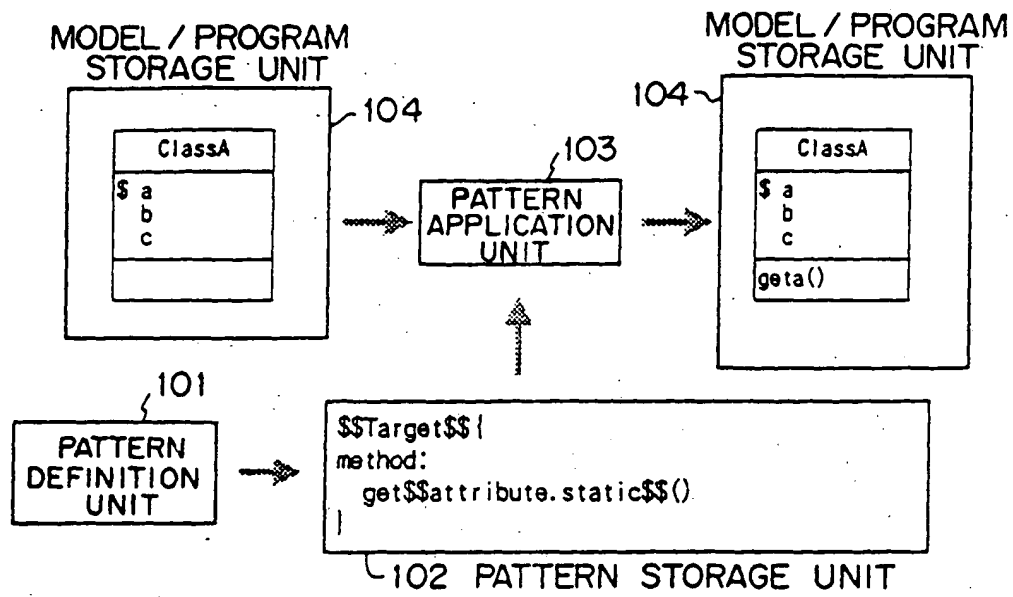 MODEL / PROGRAM
STORAGE UNIT
104
ClassA
$ a
b
c
103
PATTERN
APPLICATION
UNIT
MODEL / PROGRAM
STORAGE UNIT
104
ClassA
$ a
b
c
geta()
101
PATTERN
DEFINITION
UNIT
$$Target$${
method:
get$$attribute.static$$()
}
102 PATTERN STORAGE UNIT